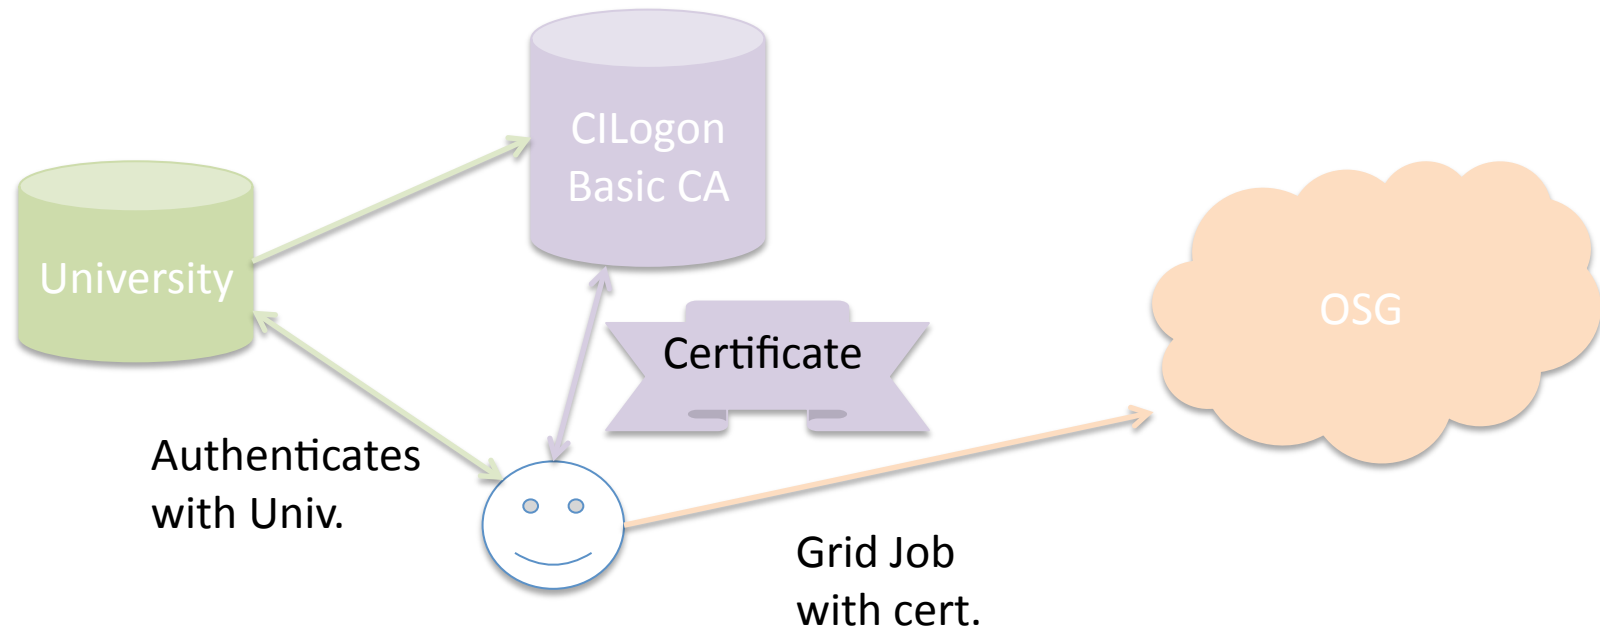 CILogon
Basic CA
University
OSG
Certificate
Authenticates
with Univ.
Grid Job
with cert.